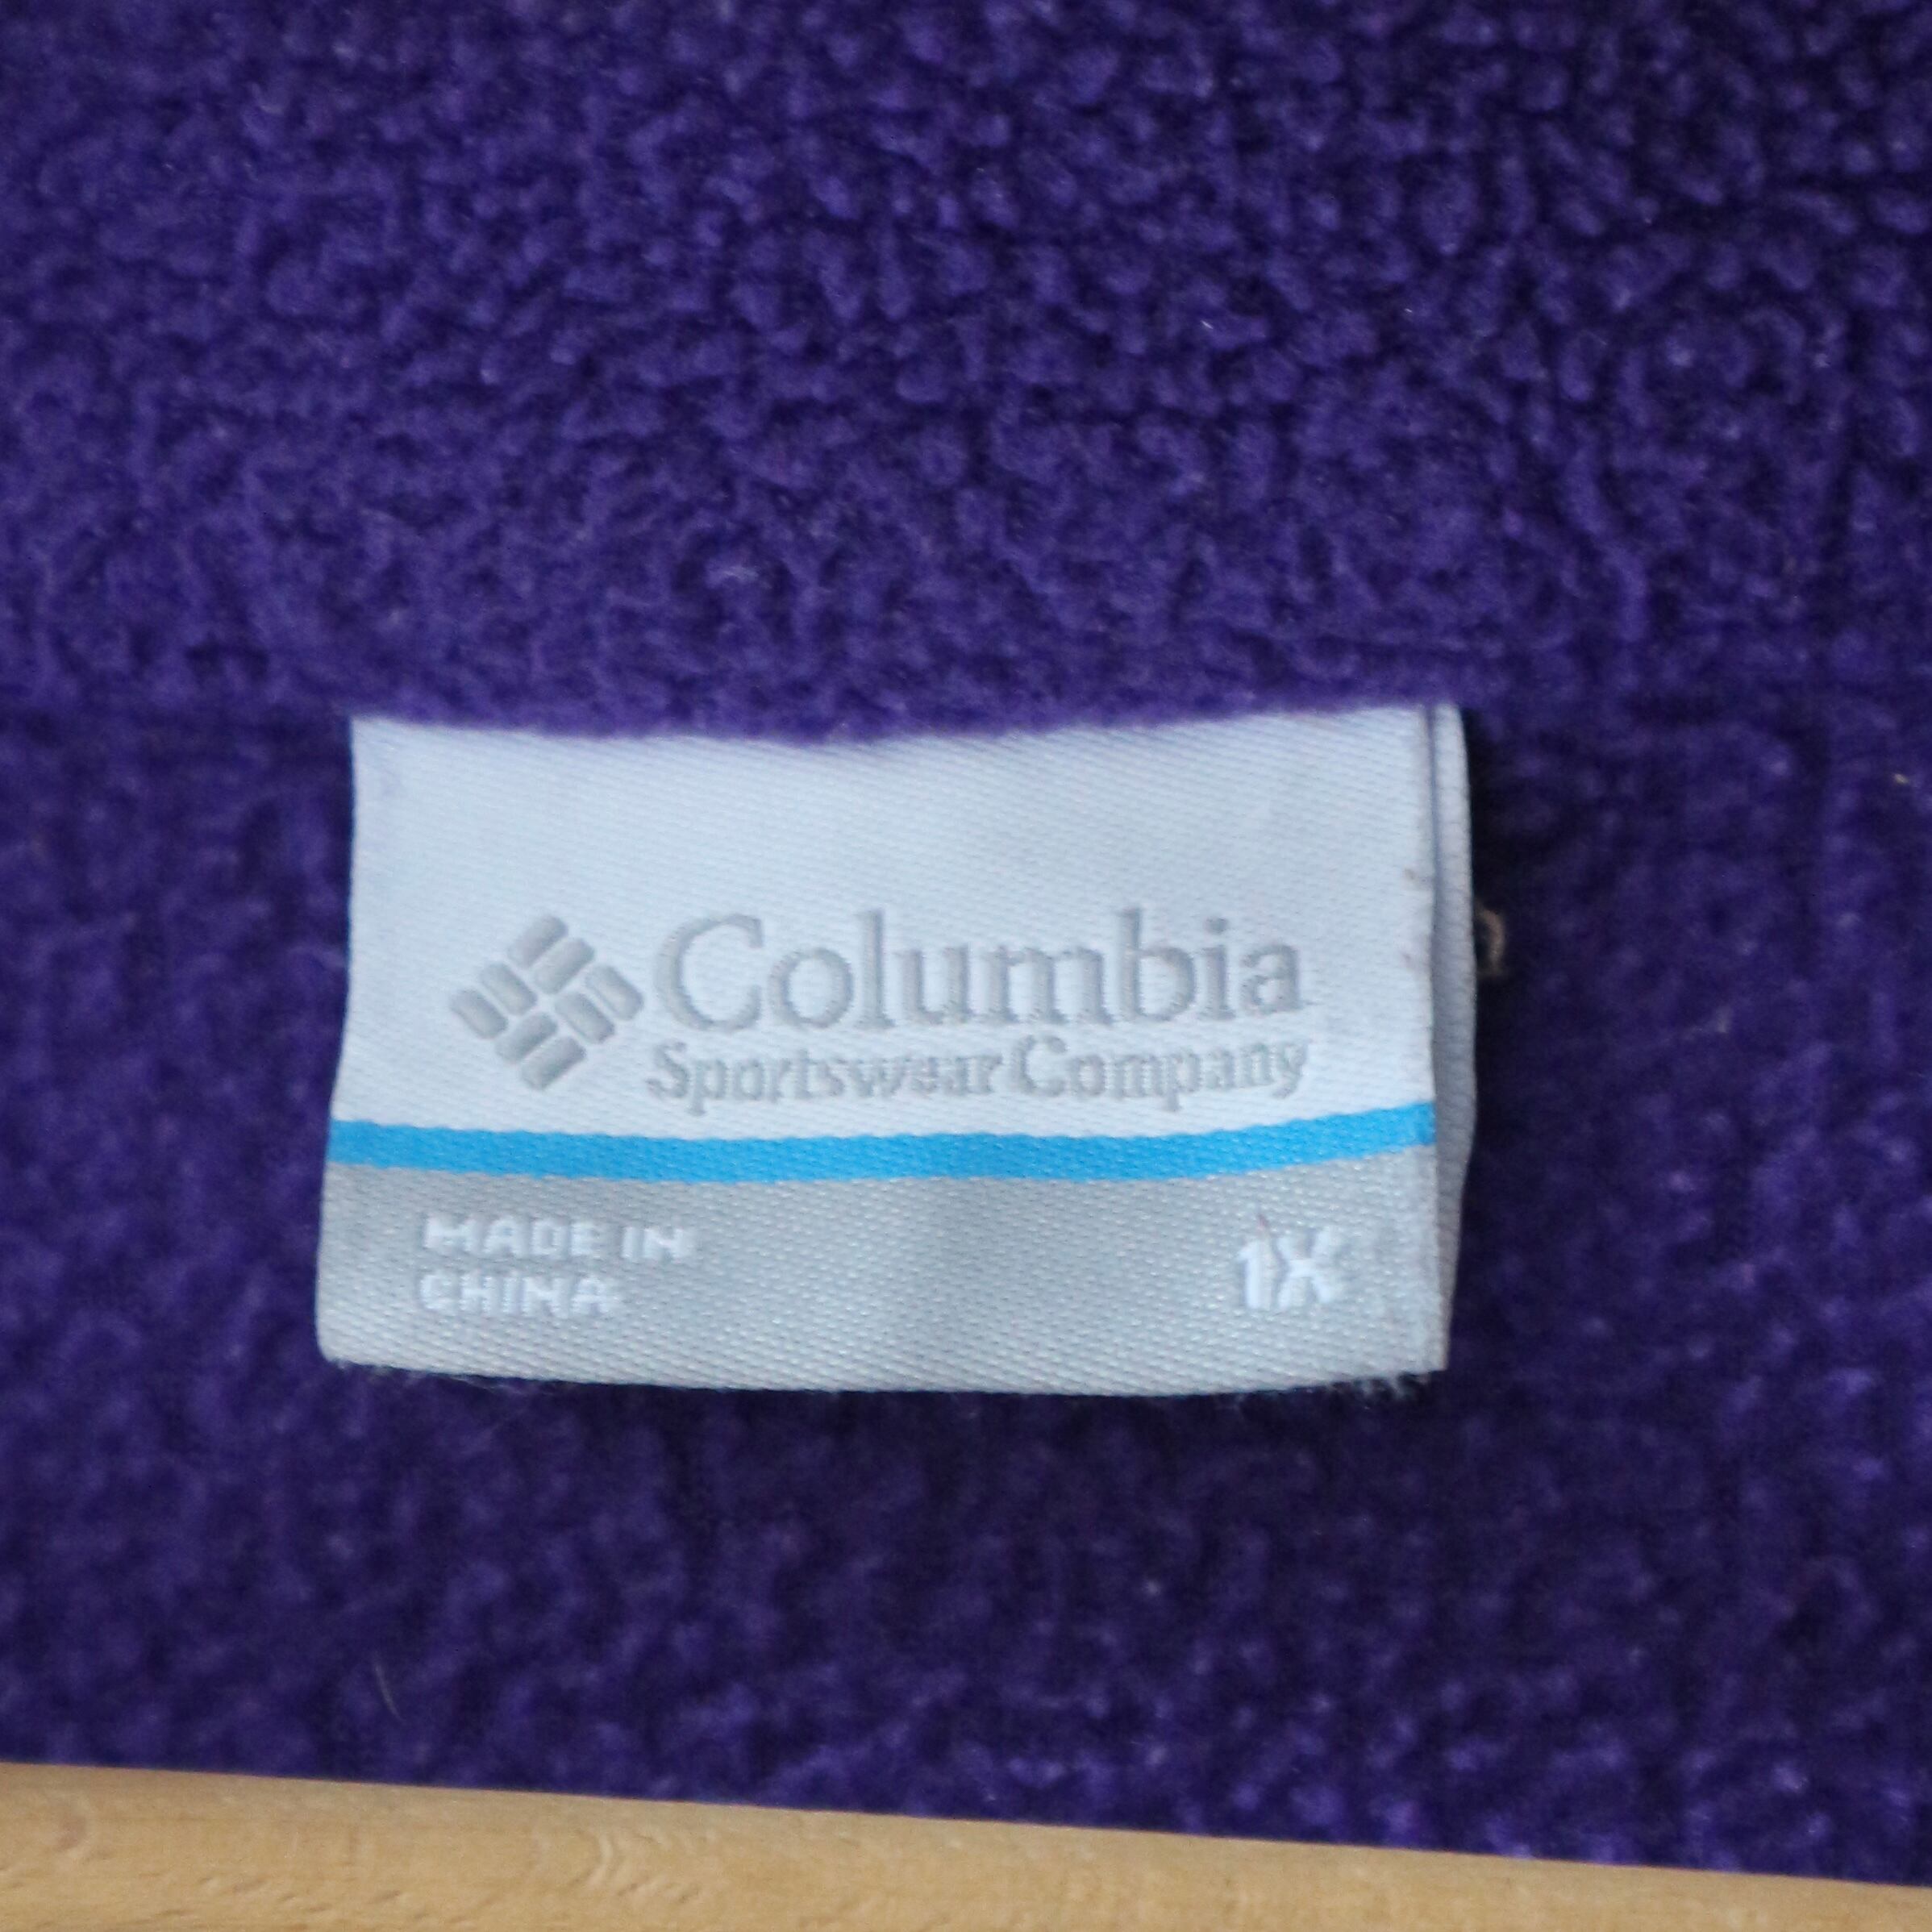 Columbia
Sportswear Company
MADE IN
CHINA
1X